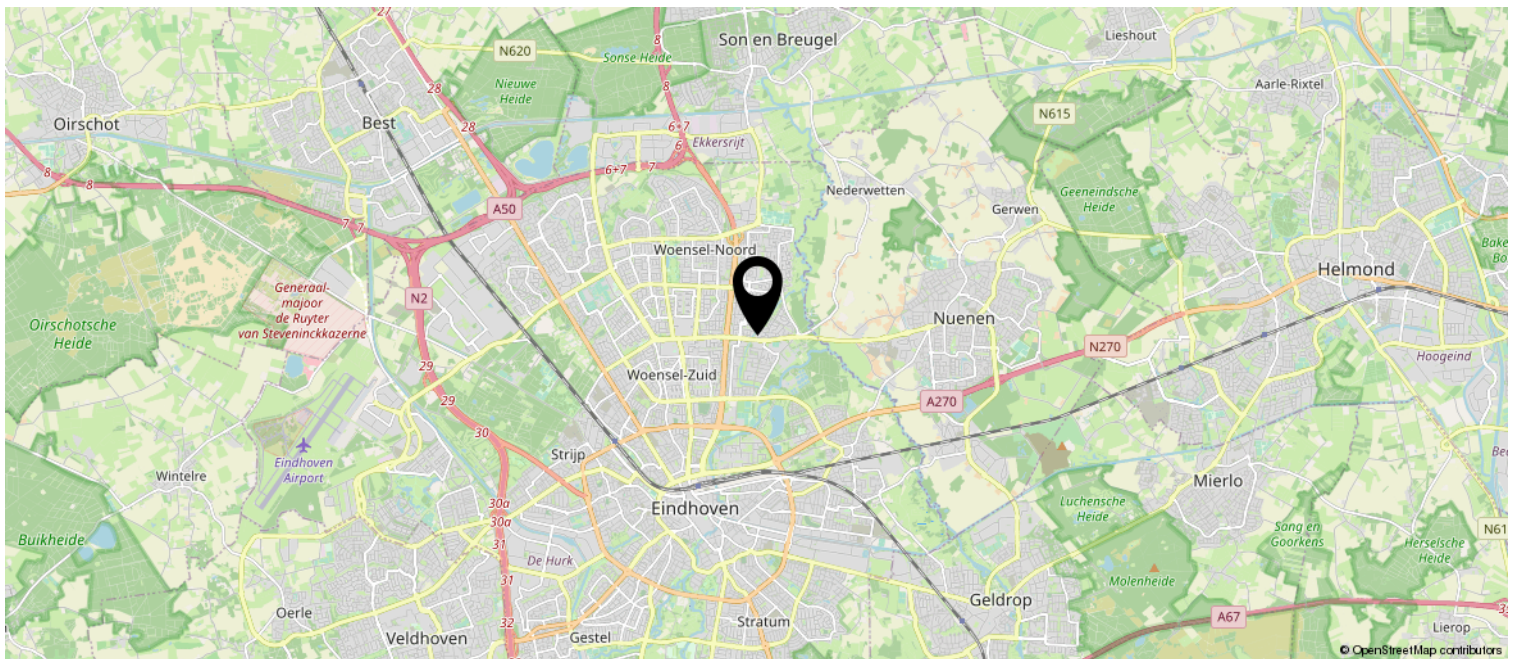 27
N620
8
Son en Breugel
Lieshout
Sonse Heide
Nieuwe
Heide
8
28
Aarle-Rixtel
Oirschot
Best
28
6+7
N615
6
Ekkersrijt
8
8
6+7
7
Nederwetten
Geeneindsche
Heide
A50
Gerwen
7
7
Woensel-Noord
Helmond
Generaal-
majoor
de Ruyter
van Steveninckkazerne
N2
Nuenen
Oirschotsche
Heide
N270
Hoogeind
29
Woensel-Zuid
29
A270
30
Strijp
Eindhoven
Airport
Wintelre
Mierlo
30a
30a
Eindhoven
Luchensche
Heide
Sang en
Goorkens
N61
Buikheide
31
De Hurk
Herselsche
Heide
31
Molenheide
Geldrop
Oerle
32
Stratum
A67
Veldhoven
Gestel
Lierop
© OpenStreetMap contributors